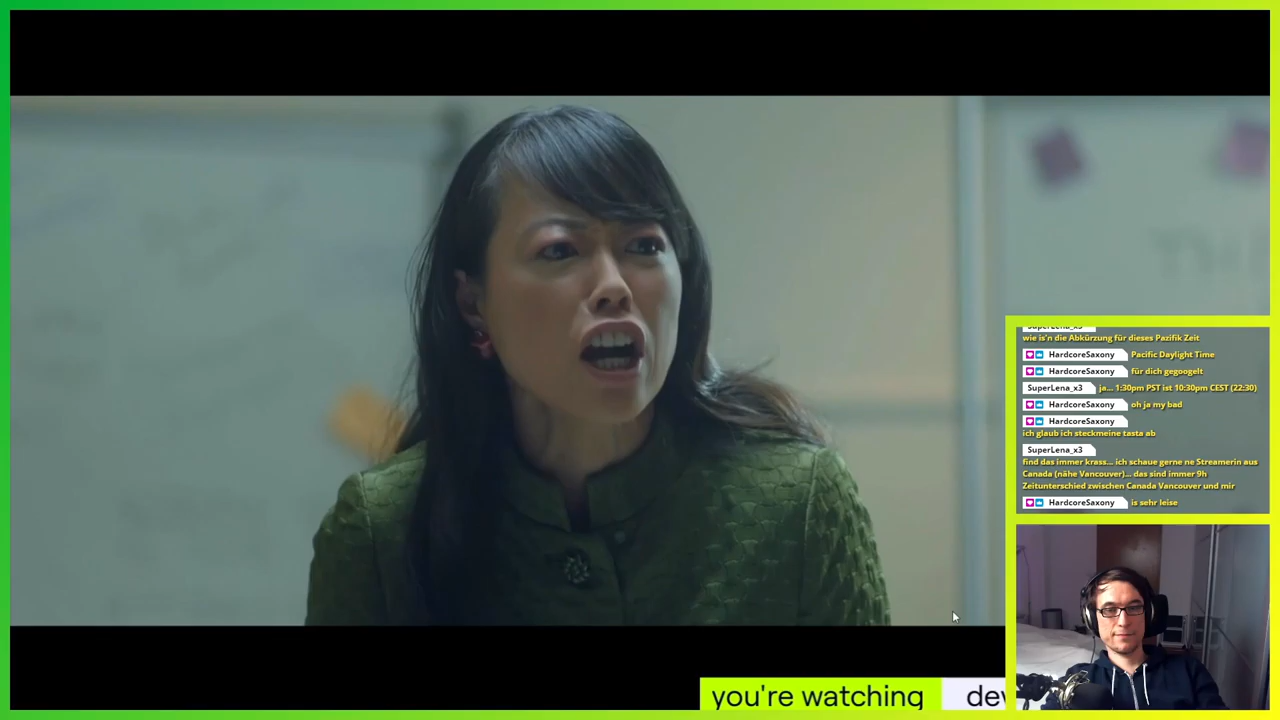 wie is'n die Abkürzung für dieses Pazifik Zeit
HardcoreSaxony Pacific Daylight Time
HardcoreSaxony für dich gegoogelt
SuperLena_x3 ja... 1:30pm PST ist 10:30pm CEST (22:30)
HardcoreSaxony oh ja my bad
HardcoreSaxony
ich glaub ich steckmeine tasta ab
SuperLena_x3
find das immer krass... ich schaue gerne ne Streamerin aus
Canada (nähe Vancouver)... das sind immer 9h
Zeitunterschied zwischen Canada Vancouver und mir
HardcoreSaxony is sehr leise
you're watching dev